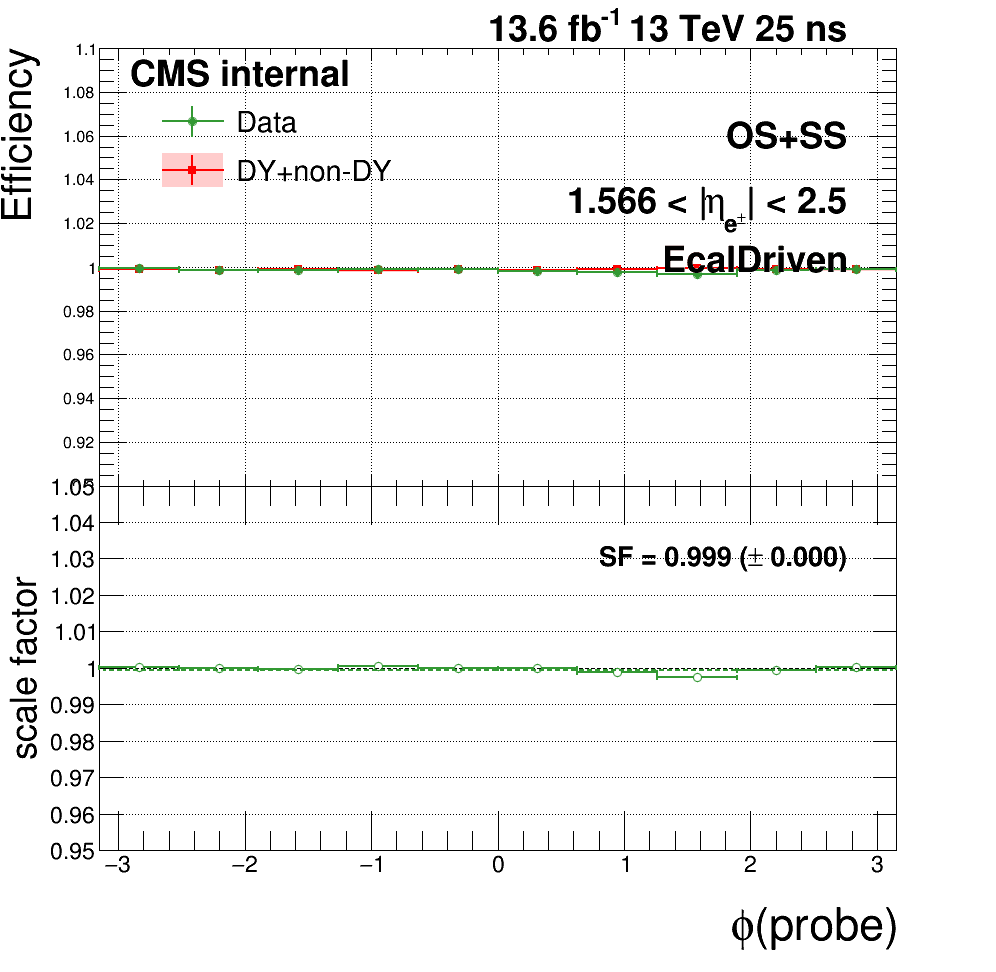 13.6 fb⁻¹ 13 TeV 25 ns
Efficiency
1.1
1.08
1.06
1.04
1.02
1
0.98
0.96
0.94
0.92
CMS internal
Data
DY+non-DY
OS+SS
1.566 < |η_e±| < 2.5
EcalDriven
scale factor
1.05
1.04
1.03
1.02
1.01
1
0.99
0.98
0.97
0.96
0.95
SF = 0.999 (± 0.000)
−3 −2 −1 0 1 2 3
ϕ(probe)